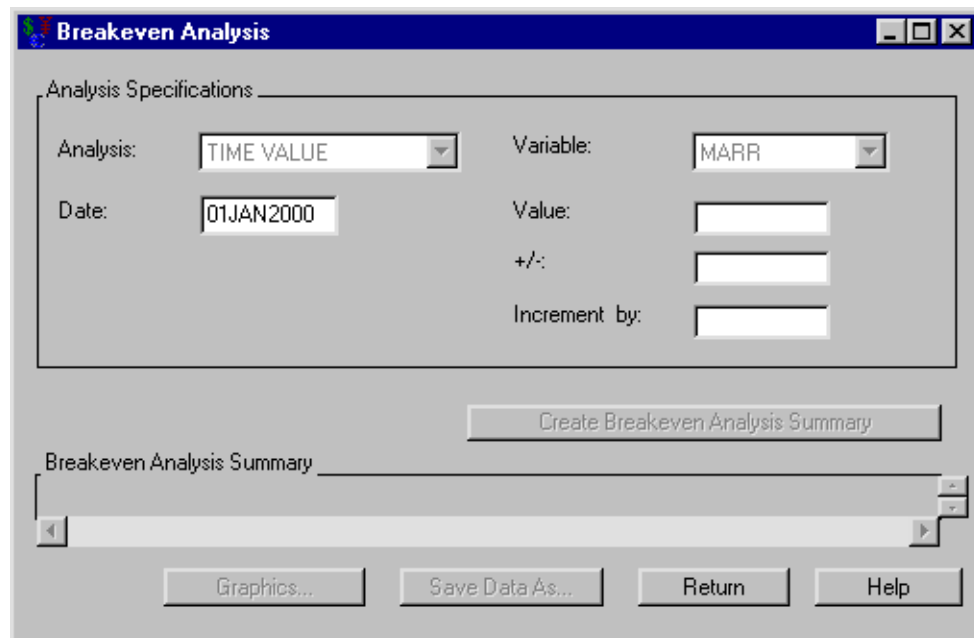 Breakeven Analysis
Analysis Specifications
Analysis: TIME VALUE Variable: MARR
Date: 01JAN2000 Value:
+/-:
Increment by:
Create Breakeven Analysis Summary
Breakeven Analysis Summary
Graphics... Save Data As... Return Help